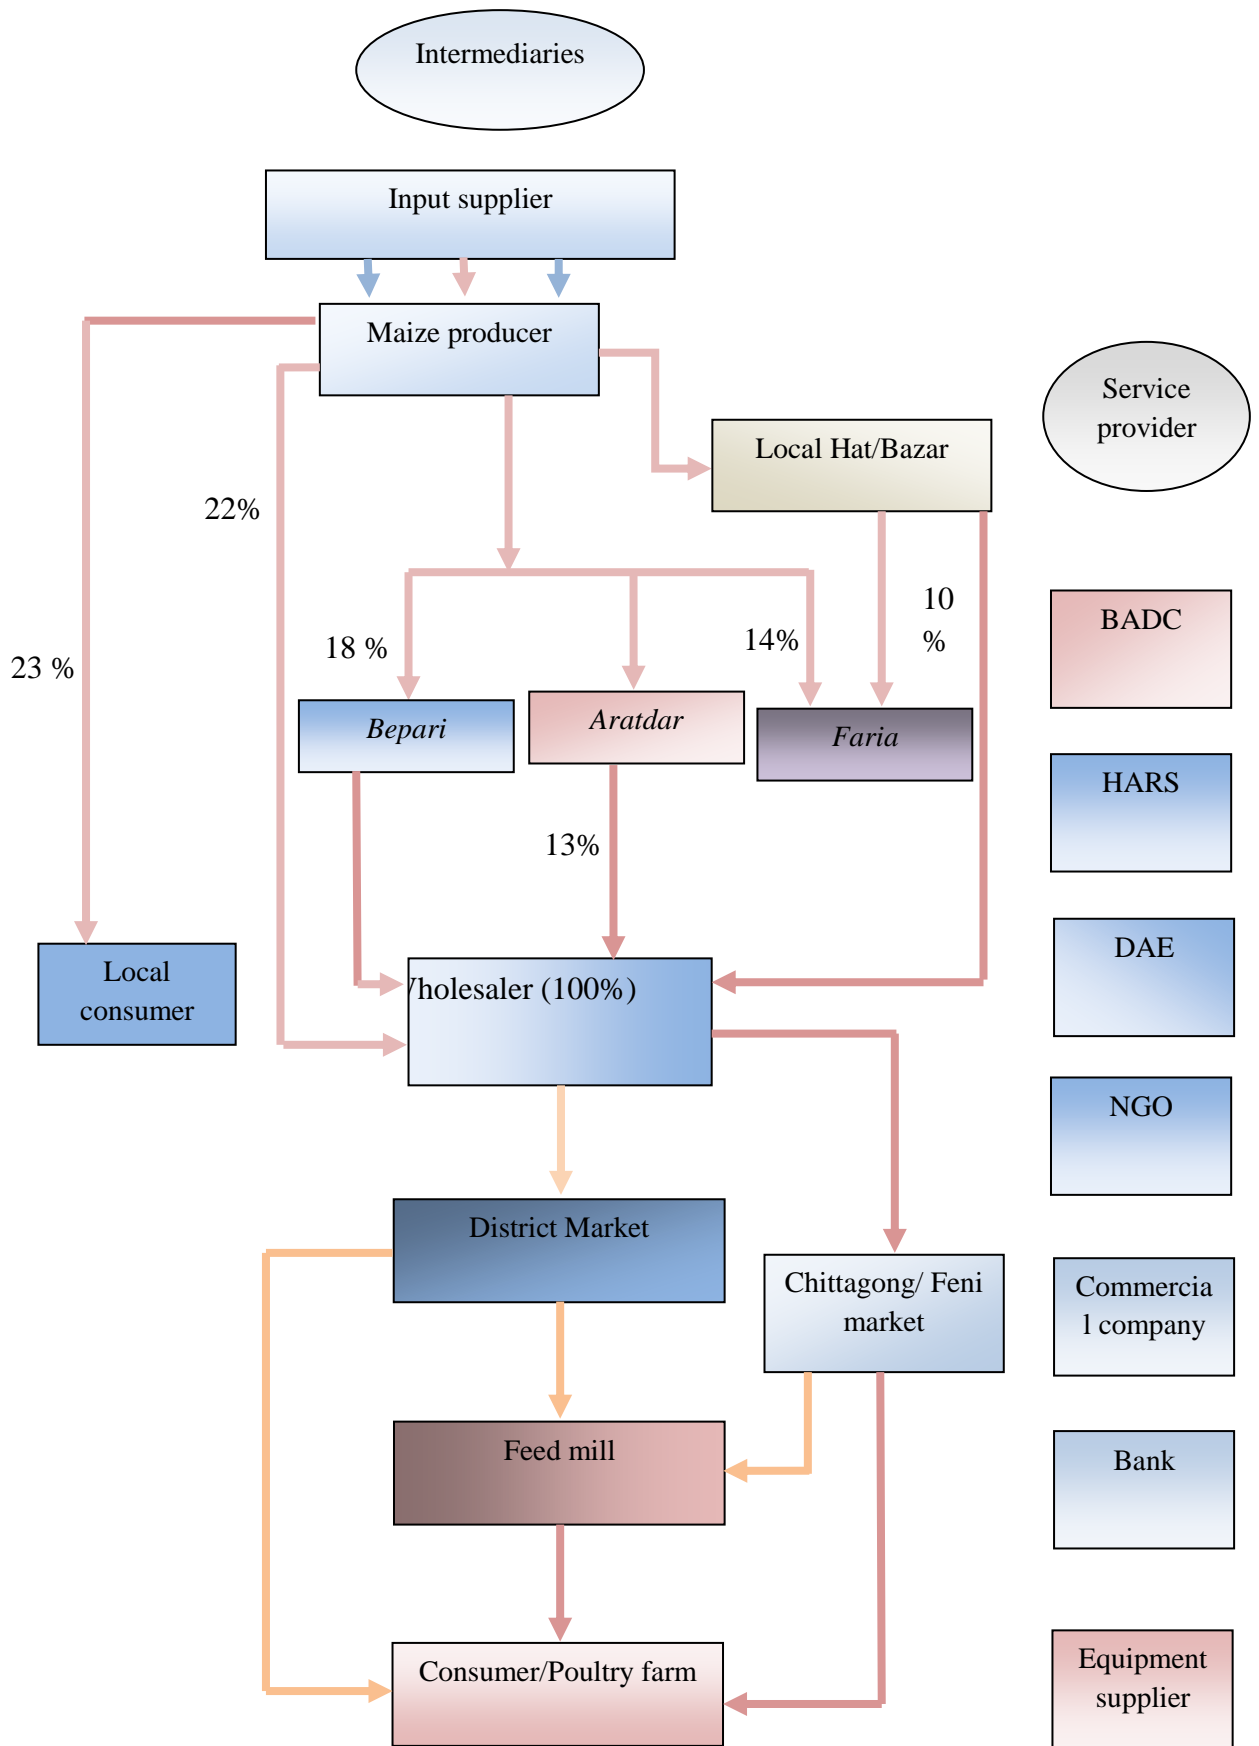 Intermediaries
Input supplier
Maize producer
Service
provider
Local Hat/Bazar
22%
10
%
BADC
18 %
14%
23 %
Bepari
Aratdar
Faria
HARS
13%
DAE
Local
consumer
Wholesaler (100%)
NGO
District Market
Chittagong/ Feni
market
Commercia
l company
Feed mill
Bank
Consumer/Poultry farm
Equipment
supplier